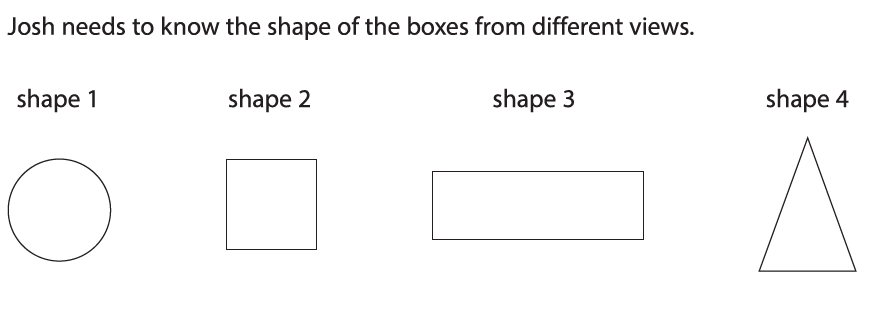 Josh needs to know the shape of the boxes from different views.
shape 1 shape 2 shape 3 shape 4